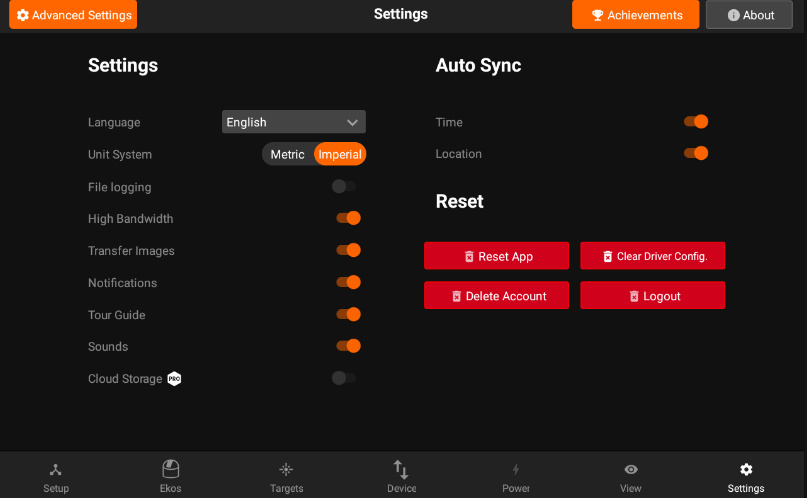 Advanced Settings
Settings
Achievements
About
Settings
Language
English
Unit System
Metric
Imperial
File logging
High Bandwidth
Transfer Images
Notifications
Tour Guide
Sounds
Cloud Storage PRO
Auto Sync
Time
Location
Reset
Reset App
Clear Driver Config.
Delete Account
Logout
Setup
Ekos
Targets
Device
Power
View
Settings